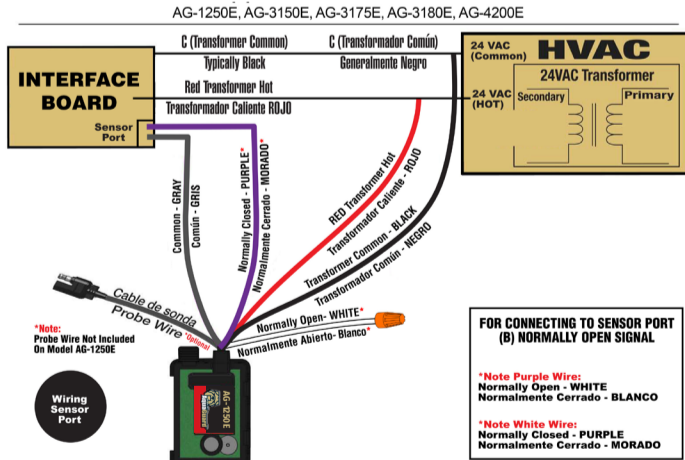 AG-1250E, AG-3150E, AG-3175E, AG-3180E, AG-4200E
C (Transformer Common)
C (Transformador Común)
Typically Black
Generalmente Negro
Red Transformer Hot
Transformador Caliente ROJO
INTERFACE
BOARD
Sensor
Port
24 VAC
(Common)
HVAC
24VAC Transformer
24 VAC
(HOT)
Secondary
Primary
Common - GRAY
Común - GRIS
Normally Closed - PURPLE*
Normalmente Cerrado - MORADO*
RED Transformer Hot
Transformador Caliente - ROJO
Transformer Common - BLACK
Transformador Común - NEGRO
Cable de sonda
Probe Wire *Optional
Normally Open- WHITE*
Normalmente Abierto- Blanco*
*Note:
Probe Wire Not Included
On Model AG-1250E
Wiring
Sensor
Port
AG-1250E
FOR CONNECTING TO SENSOR PORT
(B) NORMALLY OPEN SIGNAL
*Note Purple Wire:
Normally Open - WHITE
Normalmente Cerrado - BLANCO
*Note White Wire:
Normally Closed - PURPLE
Normalmente Cerrado - MORADO